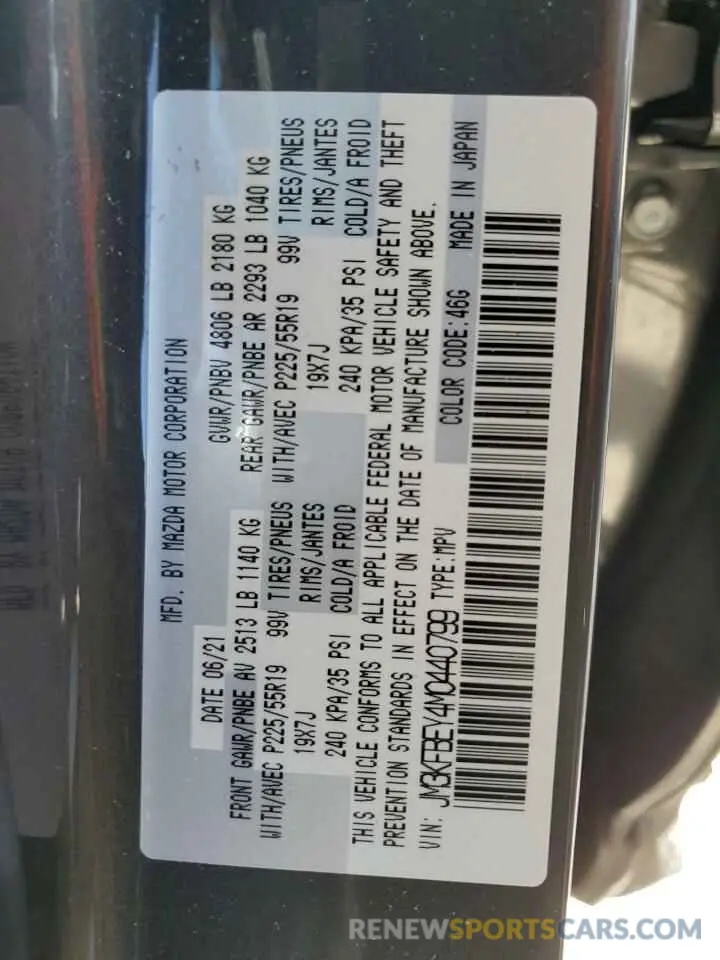 MFD. BY MAZDA MOTOR CORPORATION
DATE 06/21 GVWR/PNBV 4806 LB 2180 KG
FRONT GAWR/PNBE AV 2513 LB 1140 KG REAR GAWR/PNBE AR 2293 LB 1040 KG
WITH/AVEC P225/55R19 99V TIRES/PNEUS WITH/AVEC P225/55R19 99V TIRES/PNEUS
19X7J RIMS/JANTES 19X7J RIMS/JANTES
240 KPA/35 PSI COLD/A FROID 240 KPA/35 PSI COLD/A FROID
THIS VEHICLE CONFORMS TO ALL APPLICABLE FEDERAL MOTOR VEHICLE SAFETY AND THEFT
PREVENTION STANDARDS IN EFFECT ON THE DATE OF MANUFACTURE SHOWN ABOVE.
VIN: JM3KFBEY4M0440799 TYPE:MPV COLOR CODE:46G MADE IN JAPAN
RENEWSPORTSCARS.COM